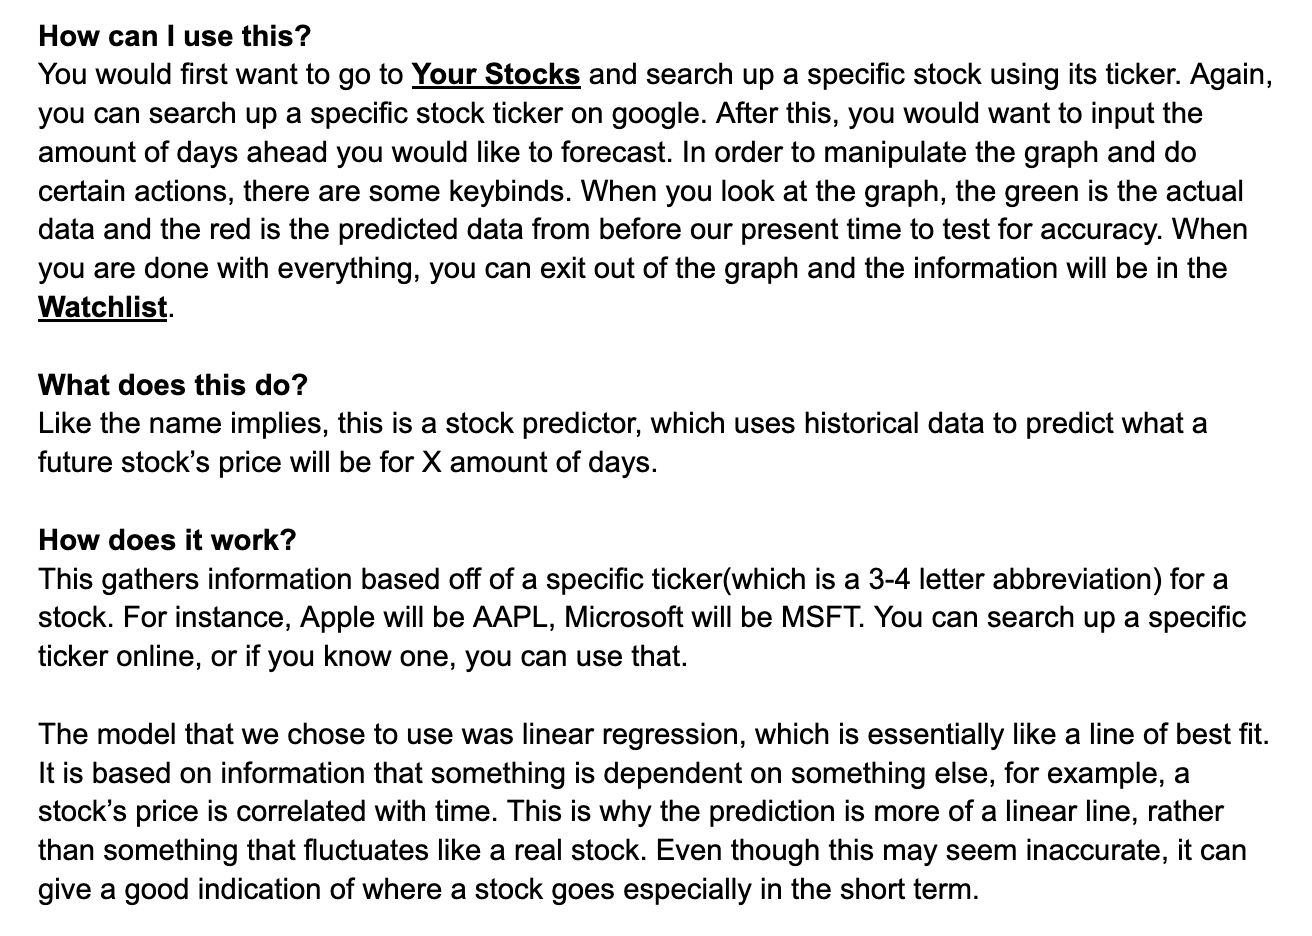 How can I use this?
You would first want to go to Your Stocks and search up a specific stock using its ticker. Again,
you can search up a specific stock ticker on google. After this, you would want to input the
amount of days ahead you would like to forecast. In order to manipulate the graph and do
certain actions, there are some keybinds. When you look at the graph, the green is the actual
data and the red is the predicted data from before our present time to test for accuracy. When
you are done with everything, you can exit out of the graph and the information will be in the
Watchlist.
What does this do?
Like the name implies, this is a stock predictor, which uses historical data to predict what a
future stock’s price will be for X amount of days.
How does it work?
This gathers information based off of a specific ticker(which is a 3-4 letter abbreviation) for a
stock. For instance, Apple will be AAPL, Microsoft will be MSFT. You can search up a specific
ticker online, or if you know one, you can use that.
The model that we chose to use was linear regression, which is essentially like a line of best fit.
It is based on information that something is dependent on something else, for example, a
stock’s price is correlated with time. This is why the prediction is more of a linear line, rather
than something that fluctuates like a real stock. Even though this may seem inaccurate, it can
give a good indication of where a stock goes especially in the short term.